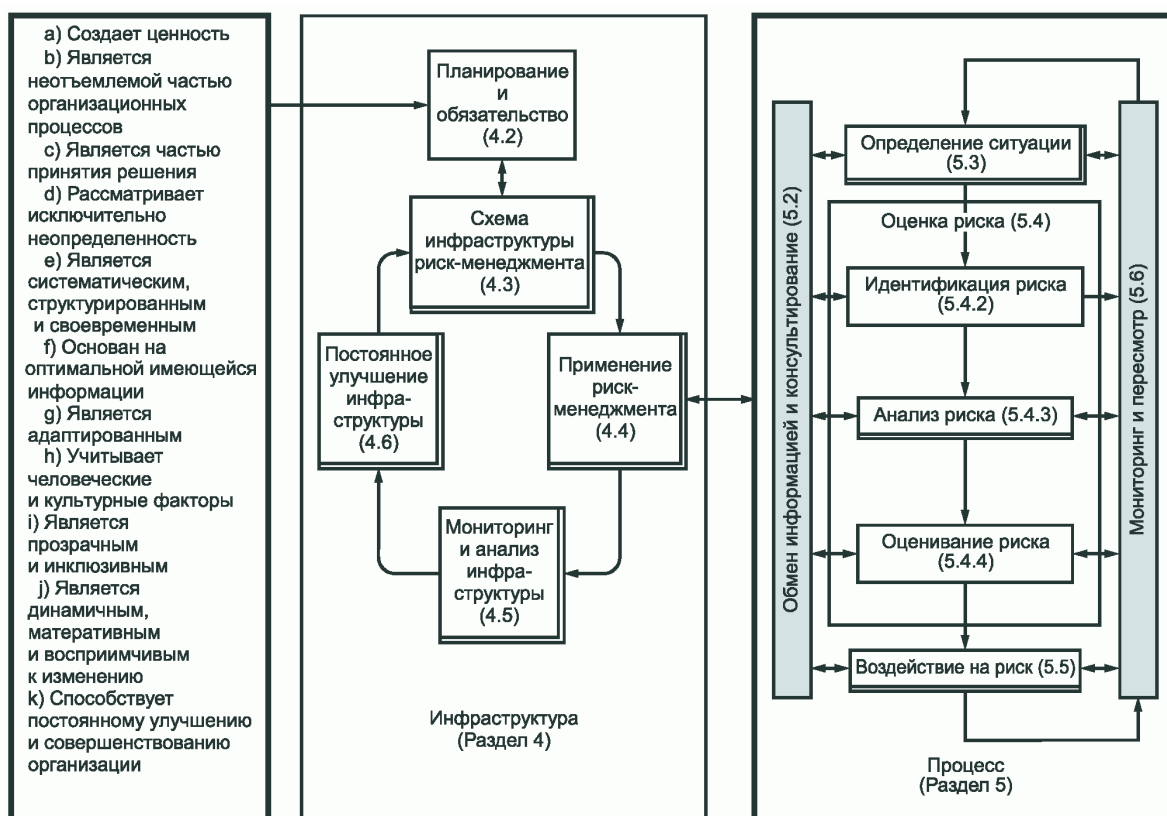 a) Создает ценность
b) Является
неотъемлемой частью
организационных
процессов
c) Является частью
принятия решения
d) Рассматривает
исключительно
неопределенность
e) Является
систематическим,
структурированным
и своевременным
f) Основан на
оптимальной имеющейся
информации
g) Является
адаптированным
h) Учитывает
человеческие
и культурные факторы
i) Является
прозрачным
и инклюзивным
j) Является
динамичным,
матеративным
и восприимчивым
к изменению
k) Способствует
постоянному улучшению
и совершенствованию
организации
Планирование
и
обязательство
(4.2)
Схема
инфраструктуры
риск-менеджмента
(4.3)
Постоянное
улучшение
инфра-
структуры
(4.6)
Применение
риск-
менеджмента
(4.4)
Мониторинг
и анализ
инфра-
структуры
(4.5)
Инфраструктура
(Раздел 4)
Обмен информацией и консультирование (5.2)
Определение ситуации
(5.3)
Оценка риска (5.4)
Идентификация риска
(5.4.2)
Анализ риска (5.4.3)
Оценивание риска
(5.4.4)
Воздействие на риск (5.5)
Мониторинг и пересмотр (5.6)
Процесс
(Раздел 5)